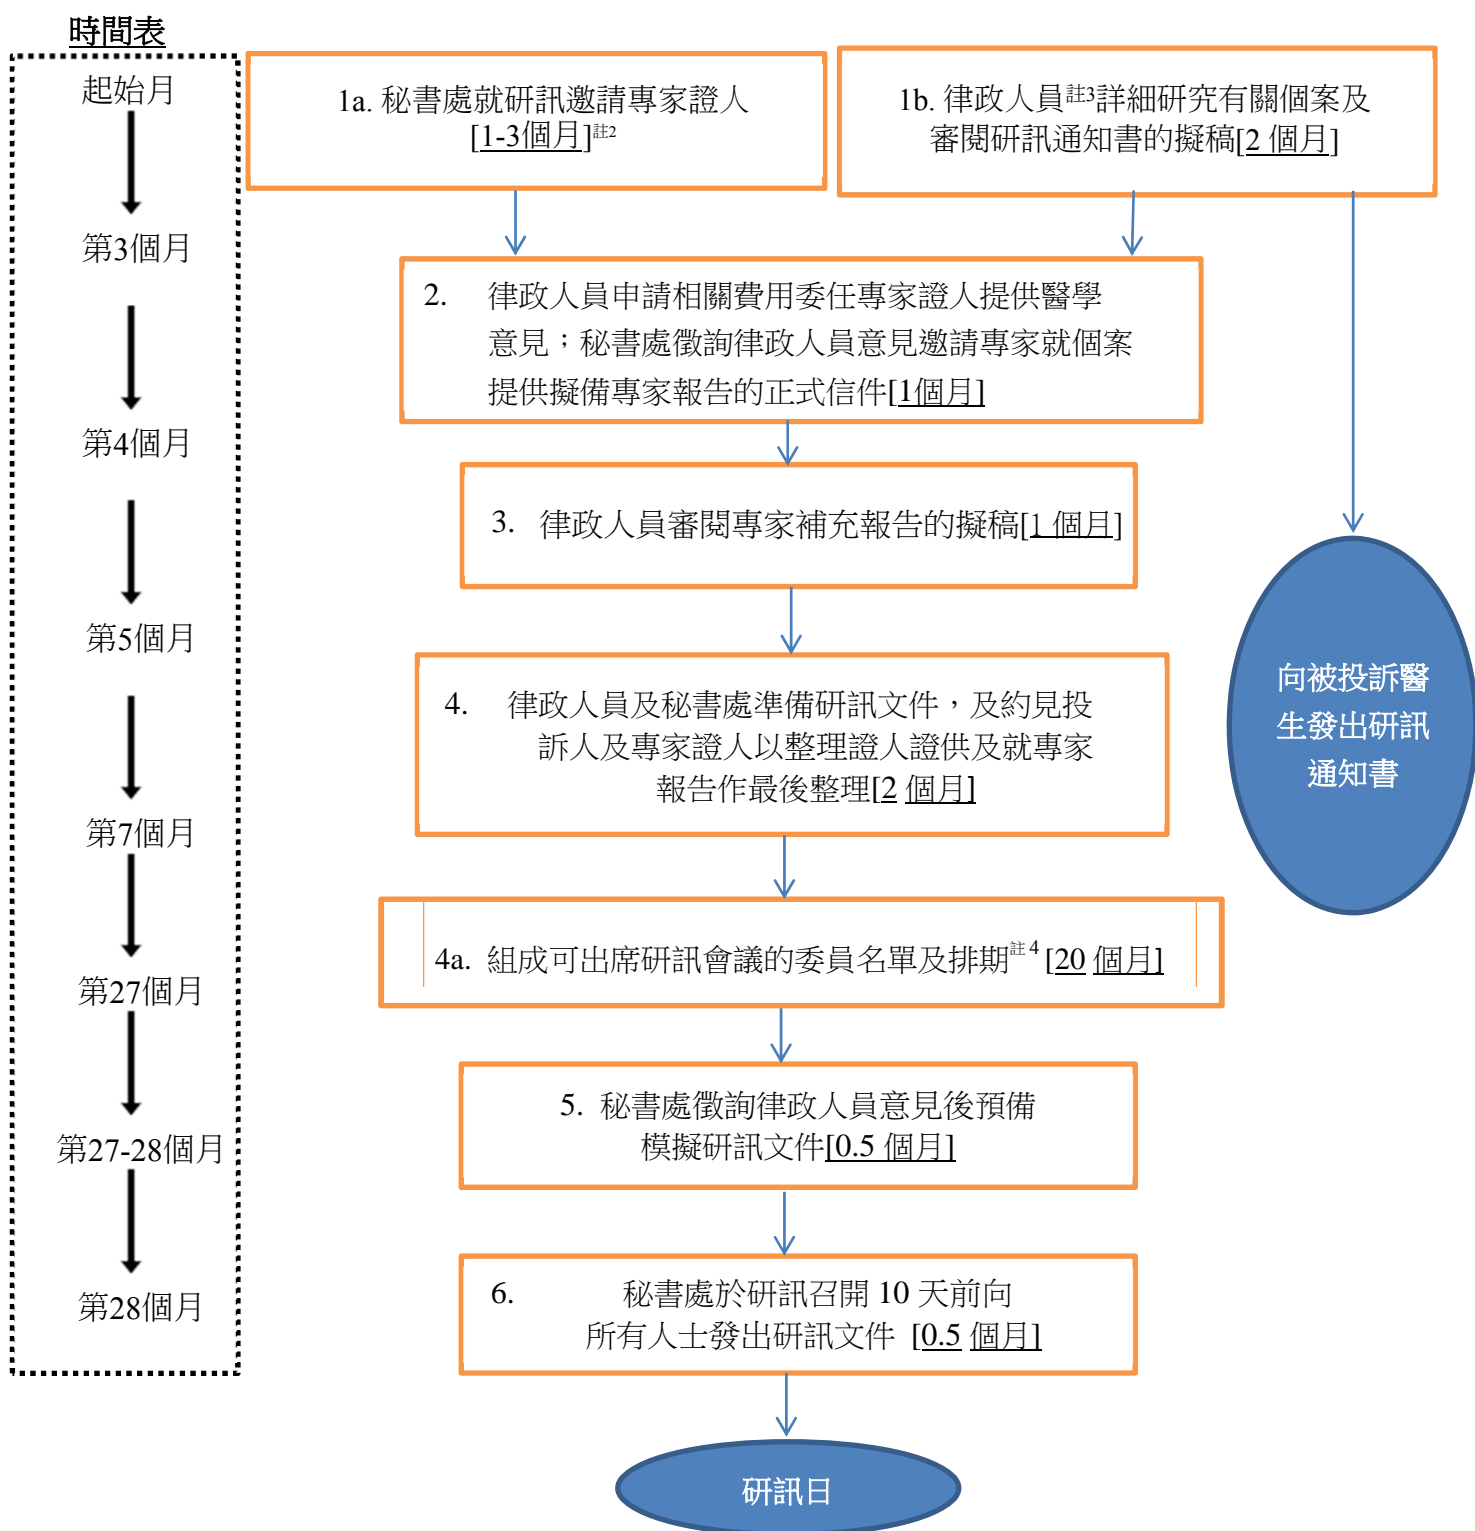 時間表
起始月
第3個月
第4個月
第5個月
第7個月
第27個月
第27-28個月
第28個月
1a. 秘書處就研訊邀請專家證人
[1-3個月]註2
1b. 律政人員註3詳細研究有關個案及
審閱研訊通知書的擬稿[2 個月]
2. 律政人員申請相關費用委任專家證人提供醫學
意見；秘書處徵詢律政人員意見邀請專家就個案
提供擬備專家報告的正式信件[1個月]
3. 律政人員審閱專家補充報告的擬稿[1 個月]
向被投訴醫
生發出研訊
通知書
4. 律政人員及秘書處準備研訊文件，及約見投
訴人及專家證人以整理證人證供及就專家
報告作最後整理[2 個月]
4a. 組成可出席研訊會議的委員名單及排期註4 [20 個月]
5. 秘書處徵詢律政人員意見後預備
模擬研訊文件[0.5 個月]
6. 秘書處於研訊召開 10 天前向
所有人士發出研訊文件 [0.5 個月]
研訊日